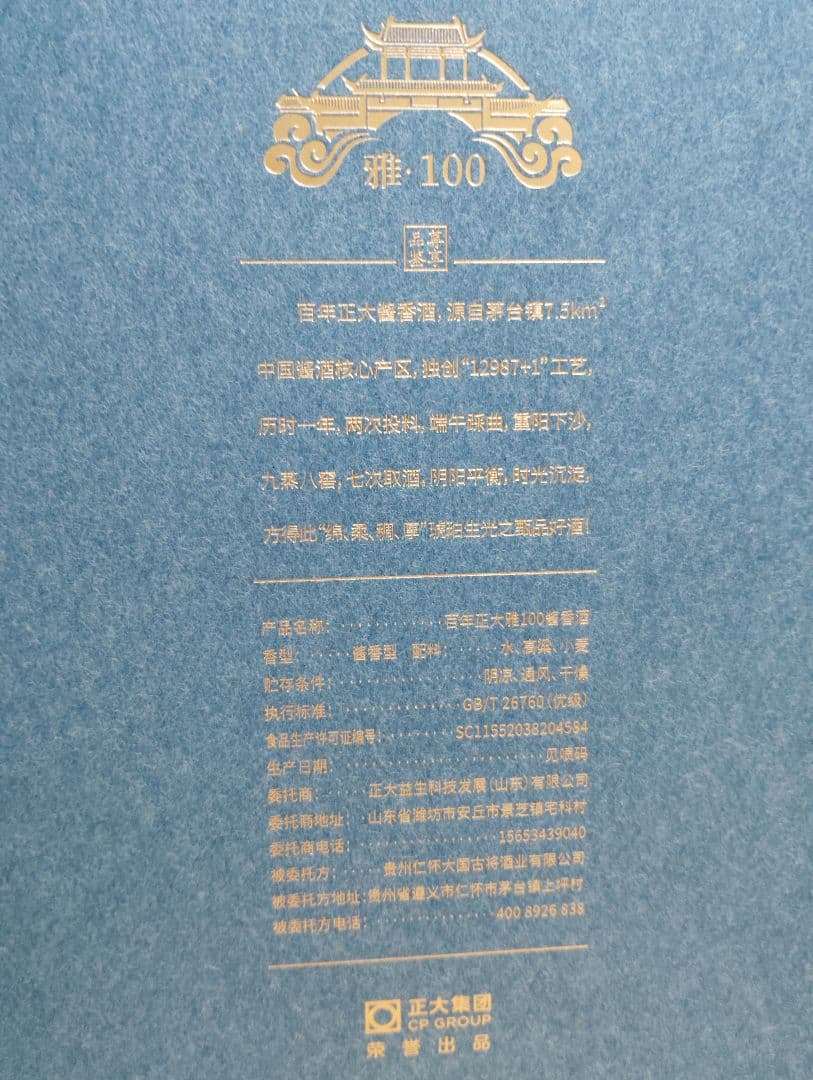 雅·100
品鉴
尊享
百年正大酱香酒,源自茅台镇7.5km²
中国酱酒核心产区,独创“12987+1”工艺,
历时一年,两次投料,端午踩曲,重阳下沙,
九蒸八窖,七次取酒,阴阳平衡,时光沉淀,
方得此“绵、柔、稠、厚”琥珀生光之甄品好酒!
产品名称:············百年正大雅100酱香酒
香型:······酱香型 配料:······水、高粱、小麦
贮存条件:·················阴凉、通风、干燥
执行标准:··············GB/T 26760(优级)
食品生产许可证编号:·········SC11552038204584
生产日期:·························见喷码
委托商:·····正大益生科技发展(山东)有限公司
委托商地址:··山东省潍坊市安丘市景芝镇宅科村
委托商电话:·················15653439040
被委托方:·····贵州仁怀大国古将酒业有限公司
被委托方地址:贵州省遵义市仁怀市茅台镇上坪村
被委托方电话:···············400 8926 838
正大集团
CP GROUP
荣誉出品